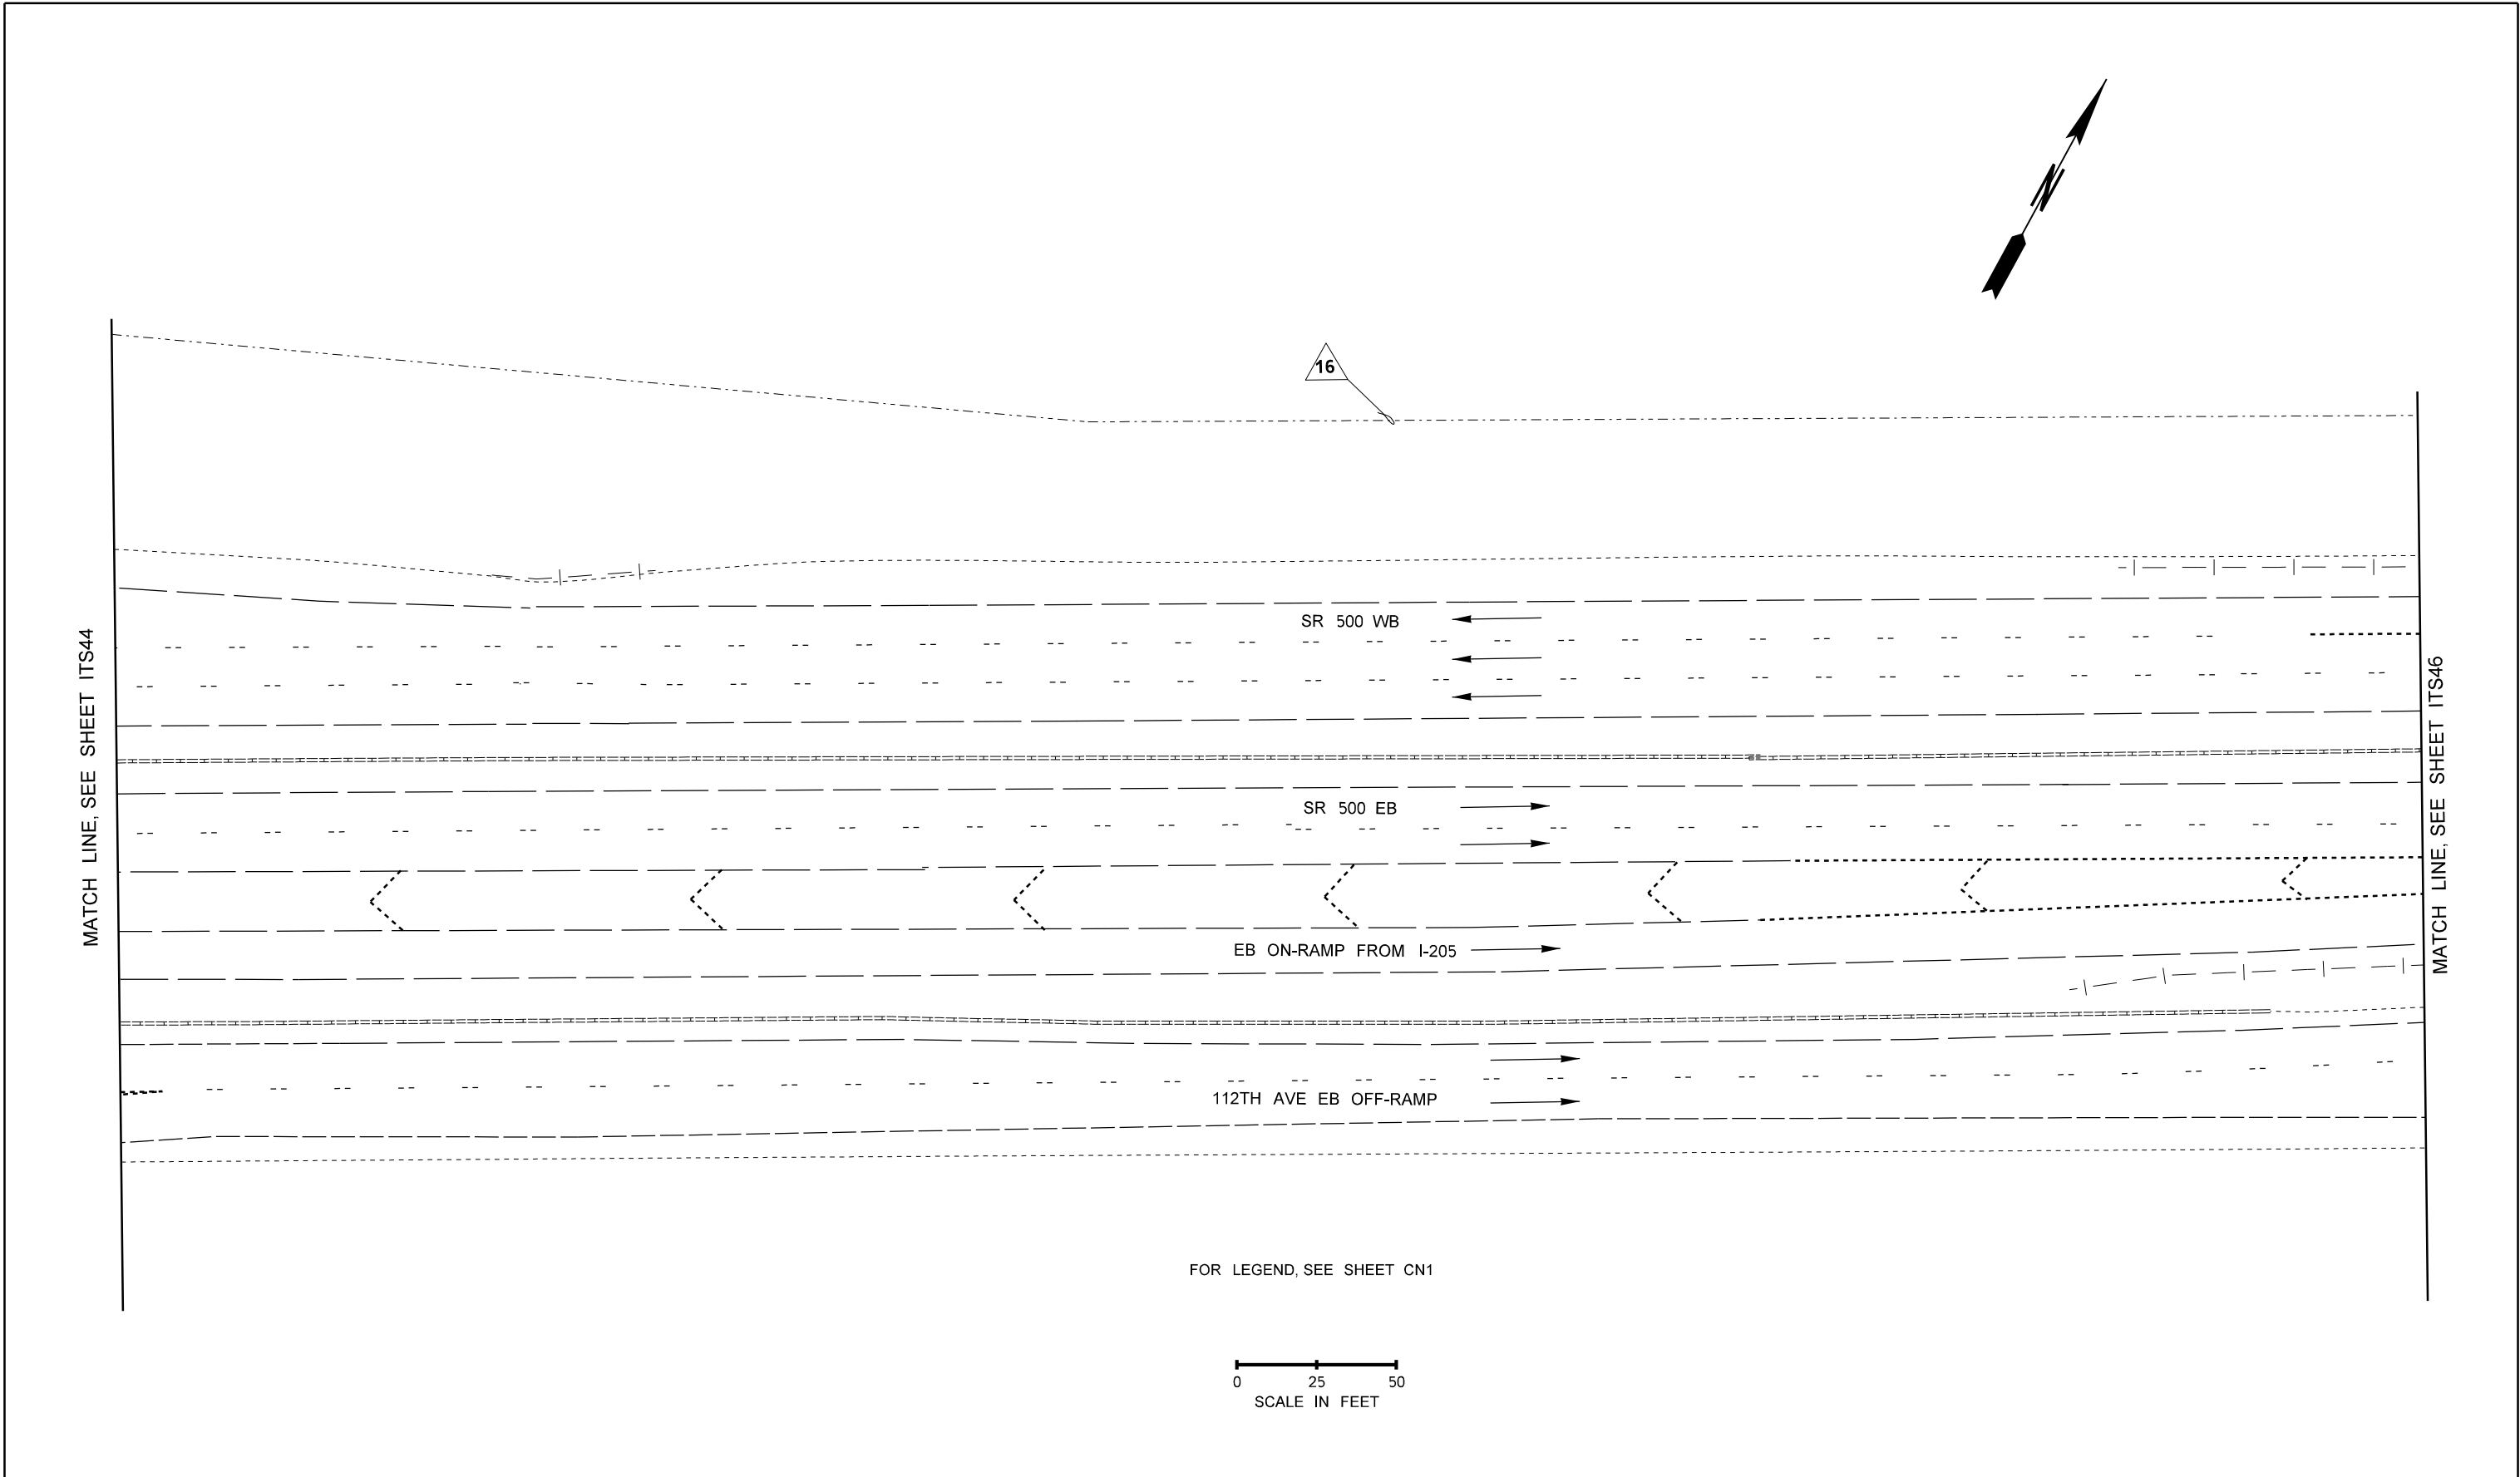 N
16
MATCH LINE, SEE SHEET ITS44
SR 500 WB
MATCH LINE, SEE SHEET ITS46
SR 500 EB
EB ON-RAMP FROM I-205
112TH AVE EB OFF-RAMP
FOR LEGEND, SEE SHEET CN1
0 25 50
SCALE IN FEET